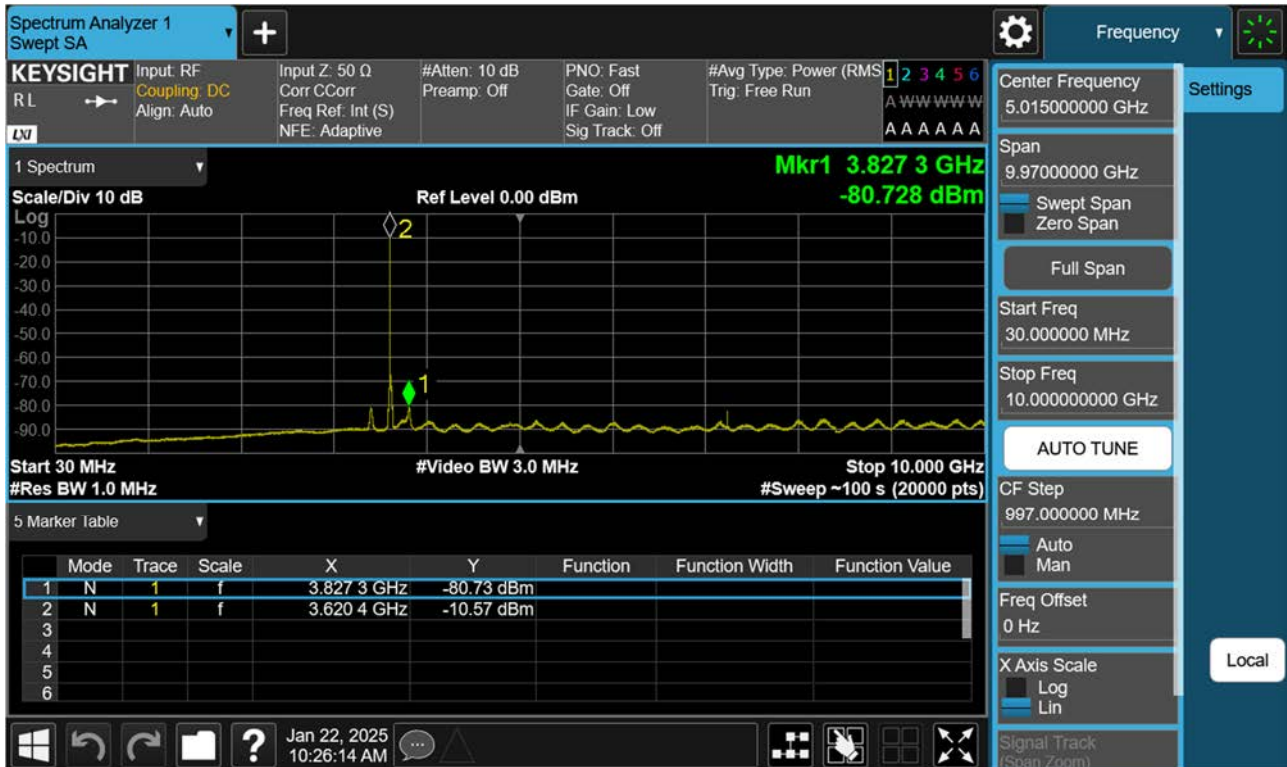 Spectrum Analyzer 1
Swept SA
+
Frequency
KEYSIGHT
RL
LXI
Input: RF
Coupling: DC
Align: Auto
Input Z: 50 Ω
Corr CCorr
Freq Ref: Int (S)
NFE: Adaptive
#Atten: 10 dB
Preamp: Off
PNO: Fast
Gate: Off
IF Gain: Low
Sig Track: Off
#Avg Type: Power (RMS
Trig: Free Run
1 2 3 4 5 6
A W W W W W
A A A A A A
1 Spectrum
Mkr1 3.827 3 GHz
-80.728 dBm
Scale/Div 10 dB
Ref Level 0.00 dBm
Log
-10.0
-20.0
-30.0
-40.0
-50.0
-60.0
-70.0
-80.0
-90.0
2
1
Start 30 MHz
#Video BW 3.0 MHz
Stop 10.000 GHz
#Res BW 1.0 MHz
#Sweep ~100 s (20000 pts)
5 Marker Table
Mode Trace Scale X Y Function Function Width Function Value
1 N 1 f 3.827 3 GHz -80.73 dBm
2 N 1 f 3.620 4 GHz -10.57 dBm
3
4
5
6
Center Frequency
5.015000000 GHz
Span
9.97000000 GHz
Swept Span
Zero Span
Full Span
Start Freq
30.000000 MHz
Stop Freq
10.000000000 GHz
AUTO TUNE
CF Step
997.000000 MHz
Auto
Man
Freq Offset
0 Hz
X Axis Scale
Log
Lin
Signal Track
(Span Zoom)
Settings
Local
?
Jan 22, 2025
10:26:14 AM